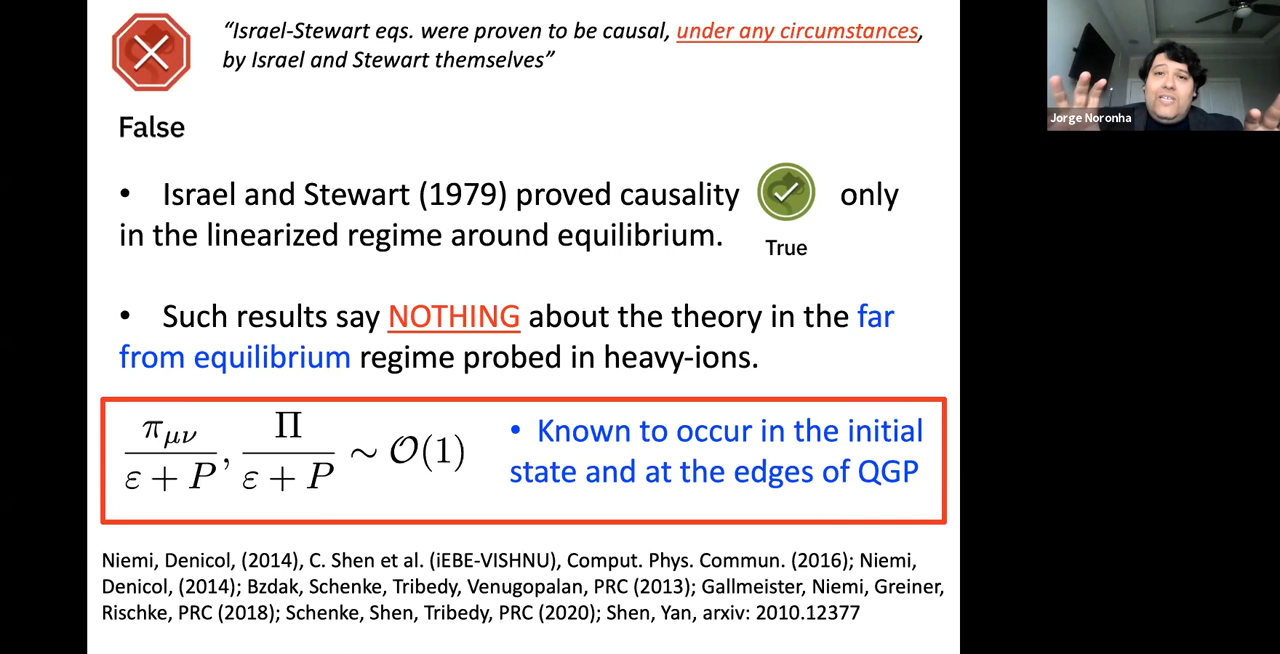 “Israel-Stewart eqs. were proven to be causal, under any circumstances,
by Israel and Stewart themselves”
Jorge Noronha
False
• Israel and Stewart (1979) proved causality only
in the linearized regime around equilibrium.
True
• Such results say NOTHING about the theory in the far
from equilibrium regime probed in heavy-ions.
π_{μν}/(ε + P), Π/(ε + P) ∼ 𝒪(1)
• Known to occur in the initial
state and at the edges of QGP
Niemi, Denicol, (2014), C. Shen et al. (iEBE-VISHNU), Comput. Phys. Commun. (2016); Niemi,
Denicol, (2014); Bzdak, Schenke, Tribedy, Venugopalan, PRC (2013); Gallmeister, Niemi, Greiner,
Rischke, PRC (2018); Schenke, Shen, Tribedy, PRC (2020); Shen, Yan, arxiv: 2010.12377